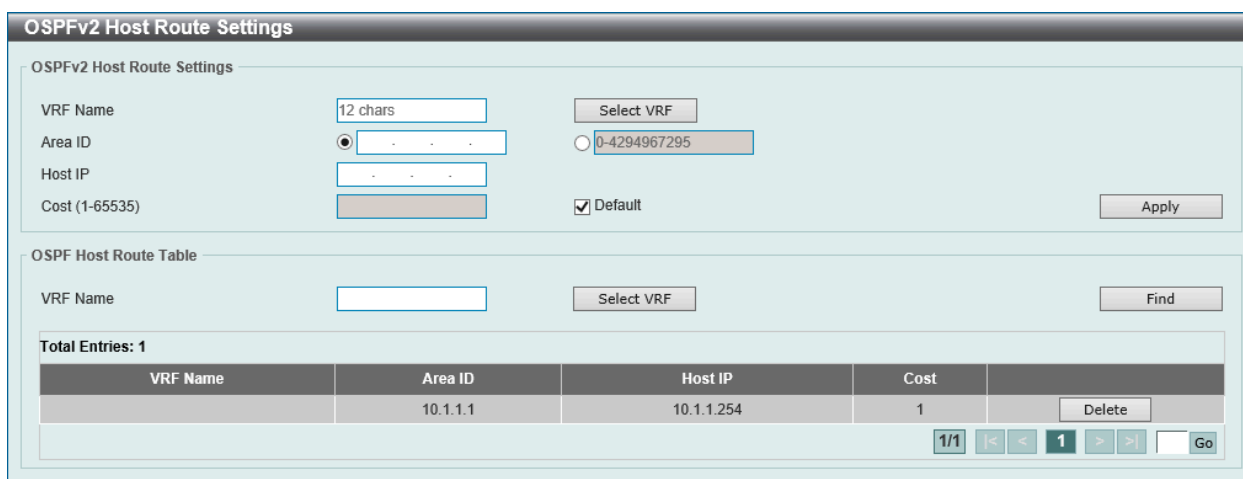 OSPFv2 Host Route Settings
OSPFv2 Host Route Settings
VRF Name 12 chars Select VRF
Area ID . . . 0-4294967295
Host IP . . .
Cost (1-65535) Default Apply
OSPF Host Route Table
VRF Name Select VRF Find
Total Entries: 1
VRF Name Area ID Host IP Cost
10.1.1.1 10.1.1.254 1 Delete
1/1 |< < 1 > >| Go